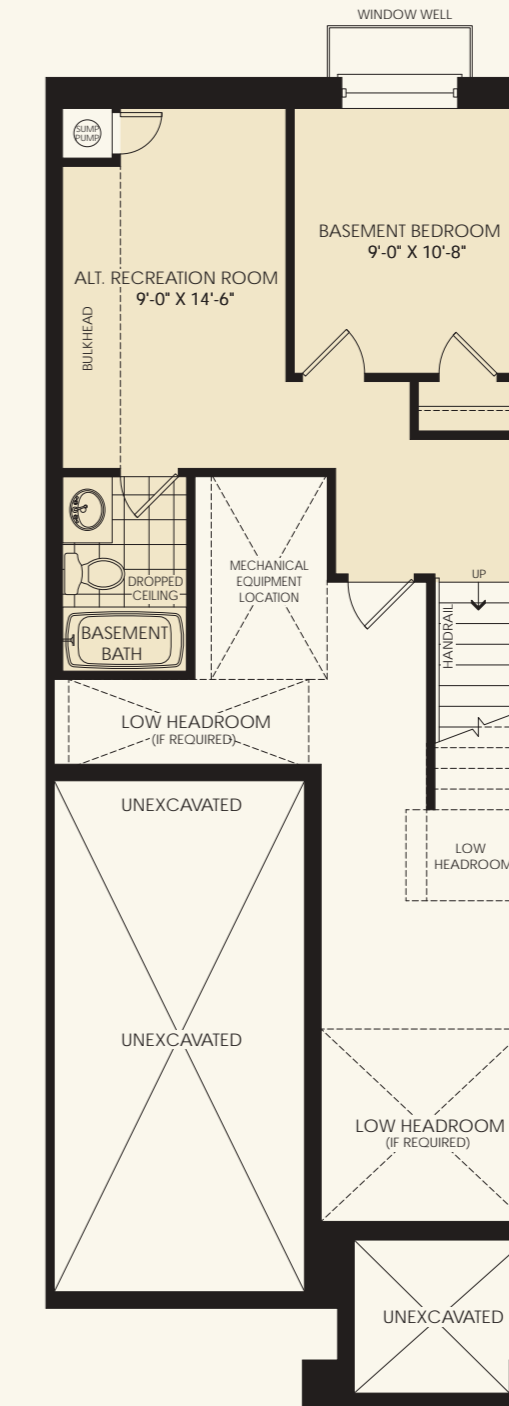 WINDOW WELL
SUMP
PUMP
BASEMENT BEDROOM
9'-0" X 10'-8"
ALT. RECREATION ROOM
9'-0" X 14'-6"
BULKHEAD
MECHANICAL
EQUIPMENT
LOCATION
DROPPED
CEILING
UP
HANDRAIL
BASEMENT
BATH
LOW HEADROOM
(IF REQUIRED)
UNEXCAVATED
LOW
HEADROOM
UNEXCAVATED
LOW HEADROOM
(IF REQUIRED)
UNEXCAVATED